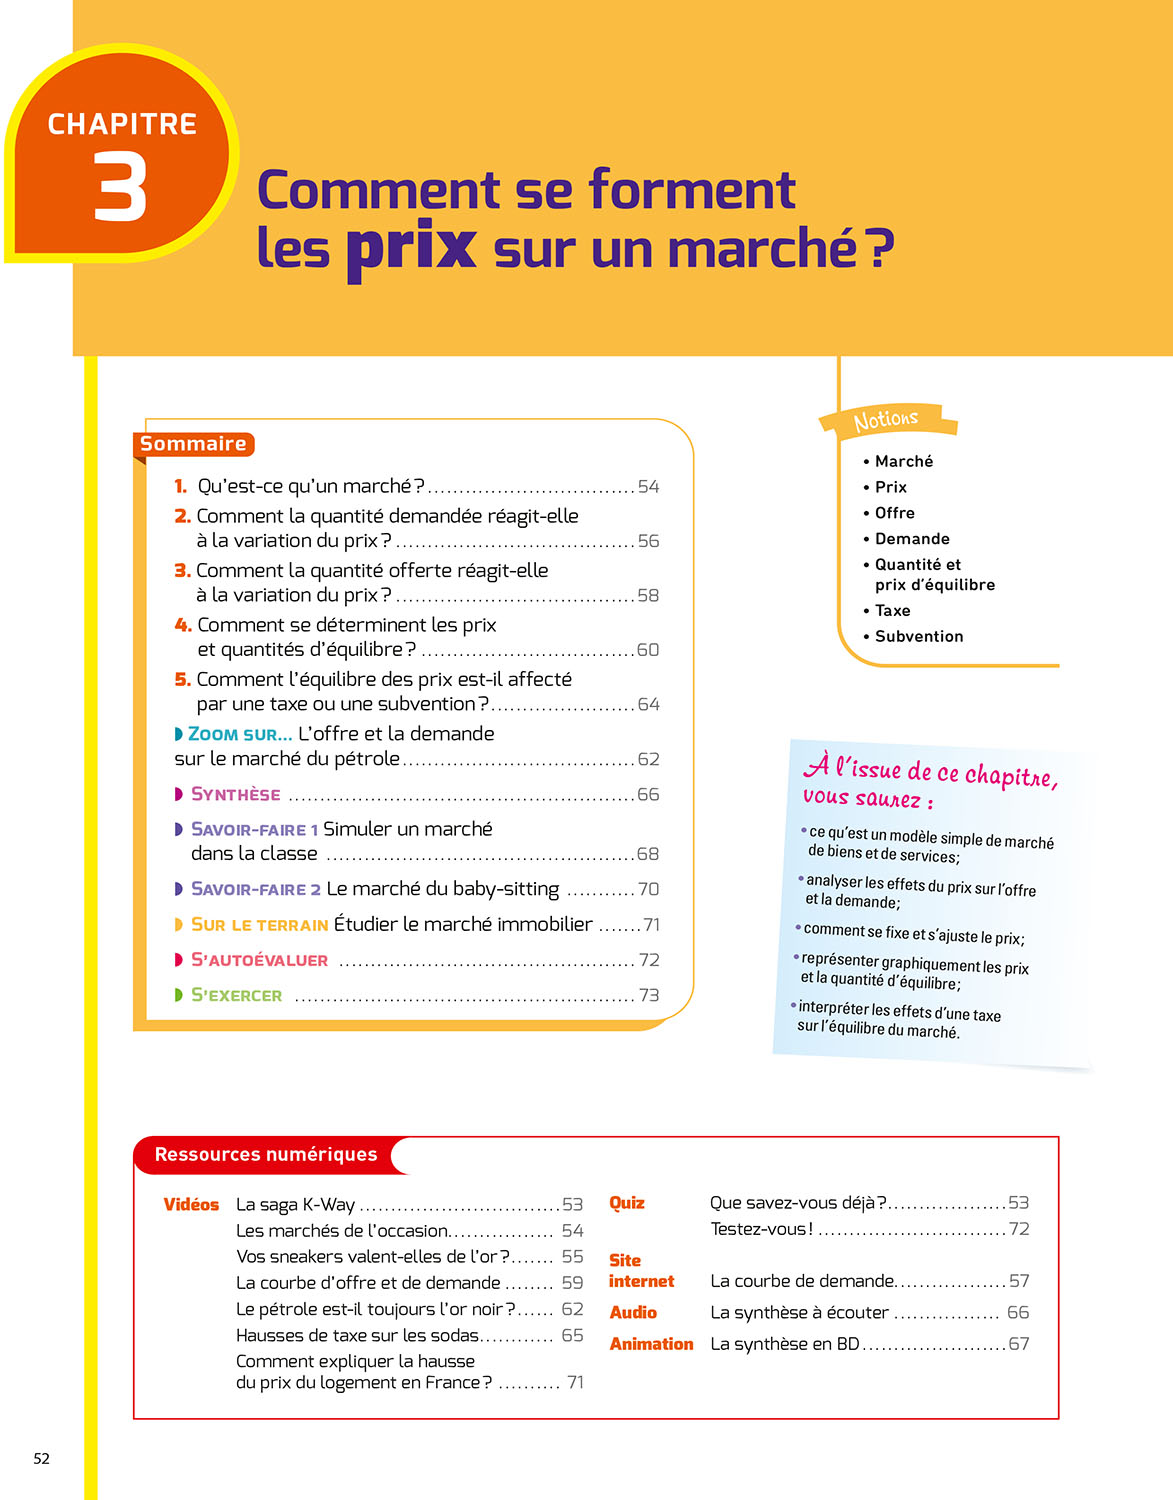 CHAPITRE
3
Comment se forment
les prix sur un marché ?
Sommaire
1. Qu’est-ce qu’un marché ? ................................. 54
2. Comment la quantité demandée réagit-elle
à la variation du prix ? ...................................... 56
3. Comment la quantité offerte réagit-elle
à la variation du prix ? ...................................... 58
4. Comment se déterminent les prix
et quantités d’équilibre ? .................................. 60
5. Comment l’équilibre des prix est-il affecté
par une taxe ou une subvention ? ....................... 64
Zoom sur... L’offre et la demande
sur le marché du pétrole ..................................... 62
Synthèse ....................................................... 66
Savoir-faire 1 Simuler un marché
dans la classe ................................................. 68
Savoir-faire 2 Le marché du baby-sitting ........... 70
Sur le terrain Étudier le marché immobilier ....... 71
S’autoévaluer ............................................... 72
S’exercer ...................................................... 73
Notions
• Marché
• Prix
• Offre
• Demande
• Quantité et
prix d’équilibre
• Taxe
• Subvention
À l’issue de ce chapitre,
vous saurez :
• ce qu’est un modèle simple de marché
de biens et de services ;
• analyser les effets du prix sur l’offre
et la demande ;
• comment se fixe et s’ajuste le prix ;
• représenter graphiquement les prix
et la quantité d’équilibre ;
• interpréter les effets d’une taxe
sur l’équilibre du marché.
Ressources numériques
Vidéos La saga K-Way ................................ 53
Les marchés de l’occasion ................. 54
Vos sneakers valent-elles de l’or ? ....... 55
La courbe d’offre et de demande ........ 59
Le pétrole est-il toujours l’or noir ? ...... 62
Hausses de taxe sur les sodas ............ 65
Comment expliquer la hausse
du prix du logement en France ? .......... 71
Quiz Que savez-vous déjà ? ................... 53
Testez-vous ! .............................. 72
Site
internet La courbe de demande .................. 57
Audio La synthèse à écouter ................. 66
Animation La synthèse en BD ....................... 67
52